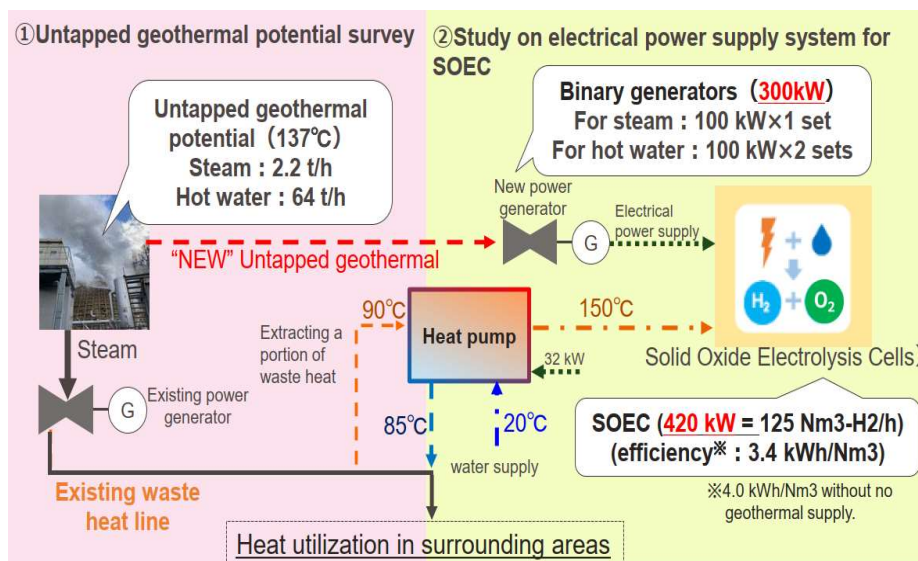 ①Untapped geothermal potential survey
②Study on electrical power supply system for
SOEC
Untapped geothermal
potential（137℃）
Steam：2.2 t/h
Hot water：64 t/h
Binary generators（300kW）
For steam：100 kW×1 set
For hot water：100 kW×2 sets
New power
generator
G
Electrical
power supply
"NEW" Untapped geothermal
H₂ + O₂
Steam
Extracting a
portion of
waste heat
90℃
Heat pump
150℃
32 kW
Solid Oxide Electrolysis Cells）
G
Existing power
generator
85℃
20℃
water supply
SOEC (420 kW = 125 Nm3-H2/h)
(efficiency※：3.4 kWh/Nm3)
※4.0 kWh/Nm3 without no
geothermal supply.
Existing waste
heat line
Heat utilization in surrounding areas